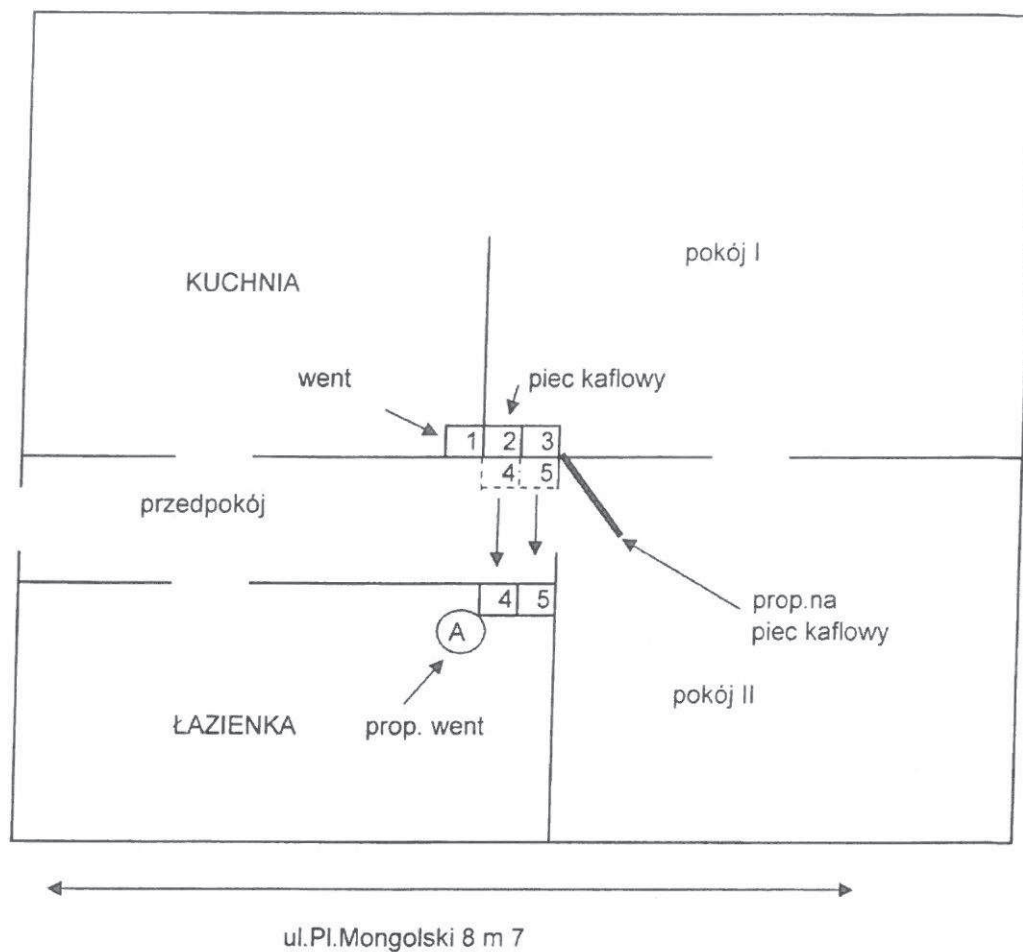 pokój I
KUCHNIA
went
piec kaflowy
1 2 3
4 5
przedpokój
4 5
prop.na
piec kaflowy
A
pokój II
ŁAZIENKA
prop. went
ul.Pl.Mongolski 8 m 7